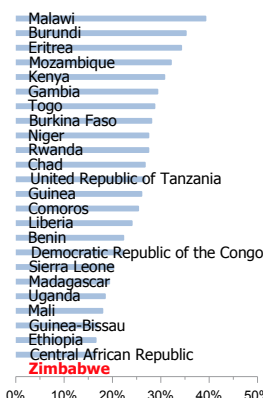 Malawi
Burundi
Eritrea
Mozambique
Kenya
Gambia
Togo
Burkina Faso
Niger
Rwanda
Chad
United Republic of Tanzania
Guinea
Comoros
Liberia
Benin
Democratic Republic of the Congo
Sierra Leone
Madagascar
Uganda
Mali
Guinea-Bissau
Ethiopia
Central African Republic
Zimbabwe
0% 10% 20% 30% 40% 50%